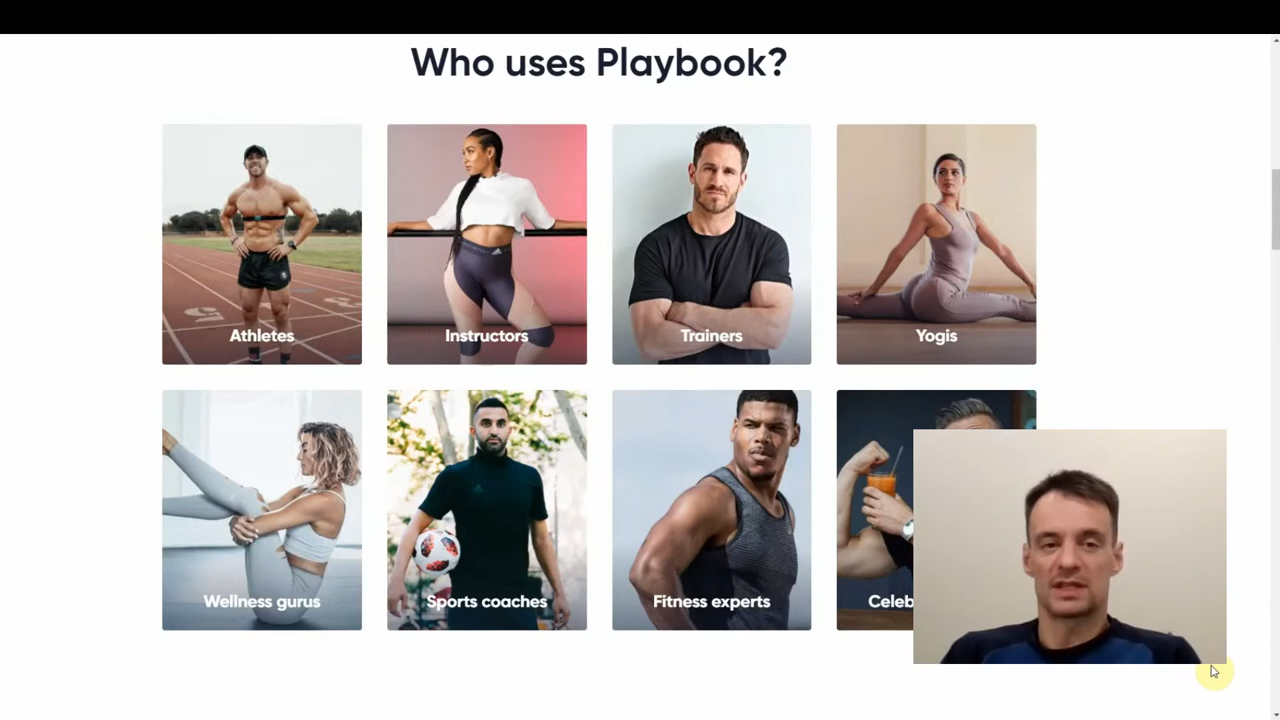 Who uses Playbook?
Athletes
Instructors
Trainers
Yogis
Wellness gurus
Sports coaches
Fitness experts
Celeb